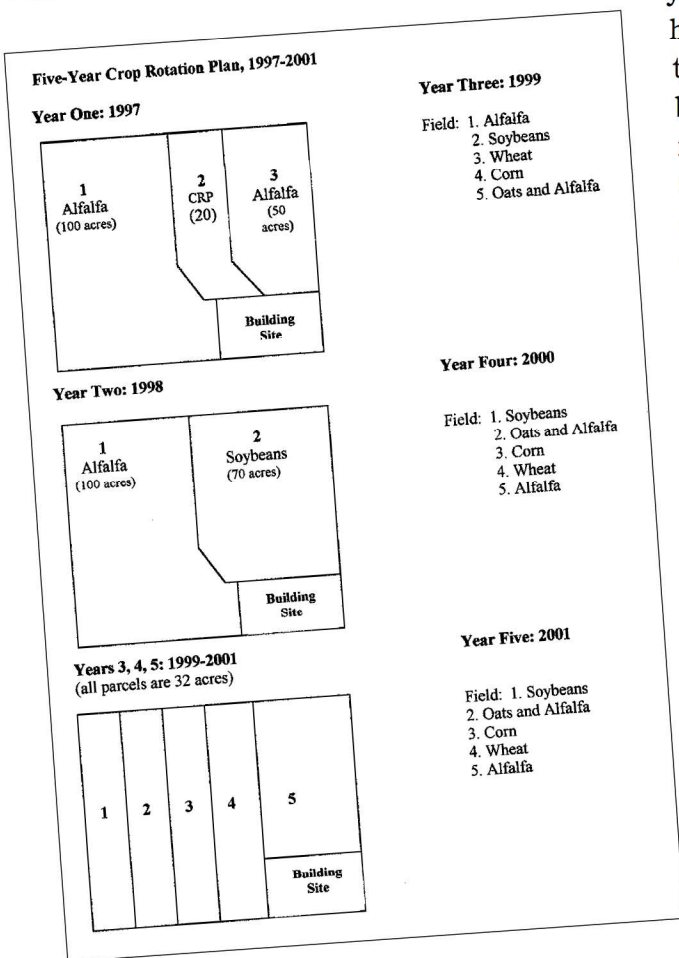 Five-Year Crop Rotation Plan, 1997-2001
Year One: 1997
1
Alfalfa
(100 acres)
2
CRP
(20)
3
Alfalfa
(50
acres)
Building
Site
Year Two: 1998
1
Alfalfa
(100 acres)
2
Soybeans
(70 acres)
Building
Site
Years 3, 4, 5: 1999-2001
(all parcels are 32 acres)
1
2
3
4
5
Building
Site
Year Three: 1999
Field: 1. Alfalfa
2. Soybeans
3. Wheat
4. Corn
5. Oats and Alfalfa
Year Four: 2000
Field: 1. Soybeans
2. Oats and Alfalfa
3. Corn
4. Wheat
5. Alfalfa
Year Five: 2001
Field: 1. Soybeans
2. Oats and Alfalfa
3. Corn
4. Wheat
5. Alfalfa